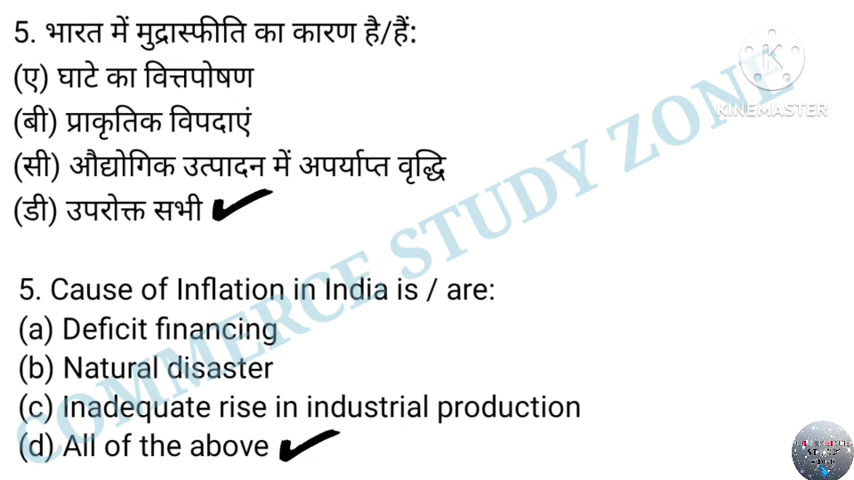 5. भारत में मुद्रास्फीति का कारण है/हैं:
(ए) घाटे का वित्तपोषण
(बी) प्राकृतिक विपदाएं
(सी) औद्योगिक उत्पादन में अपर्याप्त वृद्धि
(डी) उपरोक्त सभी
K
KINEMASTER
COMMERCE STUDY ZONE
5. Cause of Inflation in India is / are:
(a) Deficit financing
(b) Natural disaster
(c) Inadequate rise in industrial production
(d) All of the above